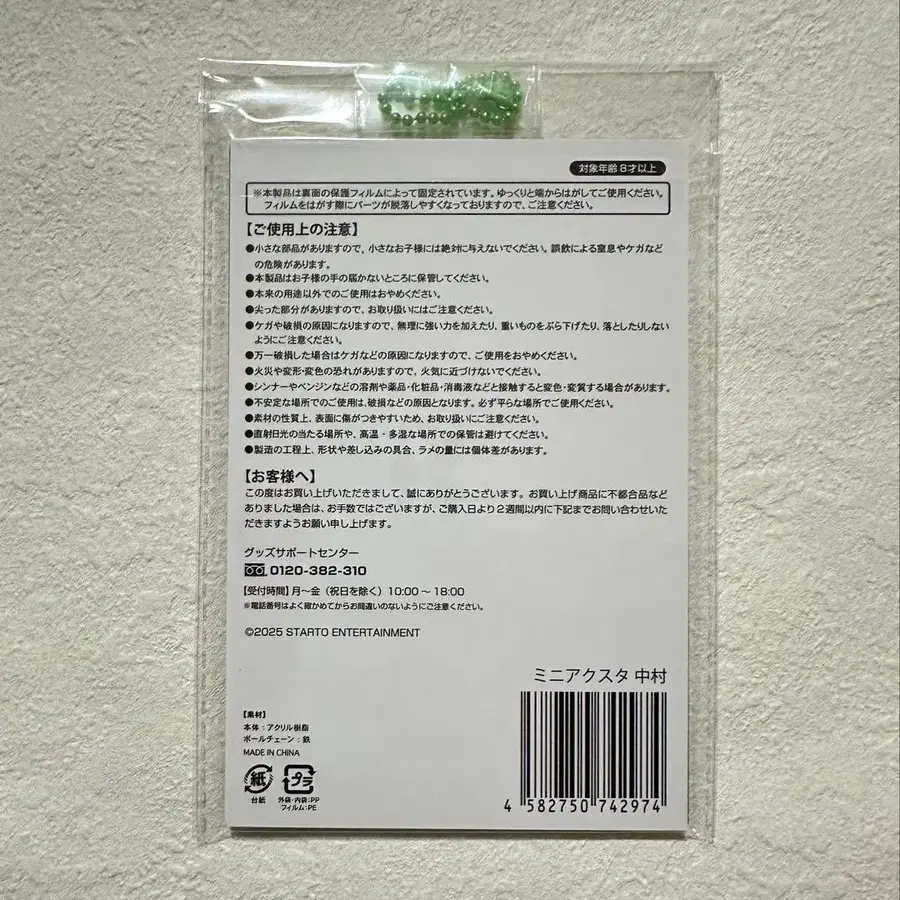 対象年齢8才以上
※本製品は裏面の保護フィルムによって固定されています。ゆっくりと端からはがしてご使用ください。
フィルムをはがす際にパーツが脱落しやすくなっておりますので、ご注意ください。
【ご使用上の注意】
●小さな部品がありますので、小さなお子様には絶対に与えないでください。誤飲による窒息やケガなど
の危険があります。
●本製品はお子様の手の届かないところに保管してください。
●本来の用途以外でのご使用はおやめください。
●尖った部分がありますので、お取り扱いにはご注意ください。
●ケガや破損の原因になりますので、無理に強い力を加えたり、重いものをぶら下げたり、落としたりしない
ようにご注意ください。
●万一破損した場合はケガなどの原因になりますので、ご使用をおやめください。
●火災や変形・変色の恐れがありますので、火気に近づけないでください。
●シンナーやベンジンなどの溶剤や薬品・化粧品・消毒液などと接触すると変色・変質する場合があります。
●不安定な場所でのご使用は、破損などの原因となります。必ず平らな場所でご使用ください。
●素材の性質上、表面に傷がつきやすいため、お取り扱いにご注意ください。
●直射日光の当たる場所や、高温・多湿な場所での保管は避けてください。
●製造の工程上、形状や差し込みの具合、ラメの量には個体差があります。
【お客様へ】
この度はお買い上げいただきまして、誠にありがとうございます。お買い上げ商品に不都合品など
ありました場合は、お手数ではございますが、ご購入日より2週間以内に下記までお問い合わせいた
だきますようお願い申し上げます。
グッズサポートセンター
0120-382-310
【受付時間】月〜金（祝日を除く）10:00〜18:00
※電話番号はよく確かめてからお間違いのないようにご注意ください。
©2025 STARTO ENTERTAINMENT
ミニアクスタ 中村
【素材】
本体：アクリル樹脂
ボールチェーン：鉄
MADE IN CHINA
紙
台紙
プラ
外袋・内袋：PP
フィルム：PE
4 582750 742974